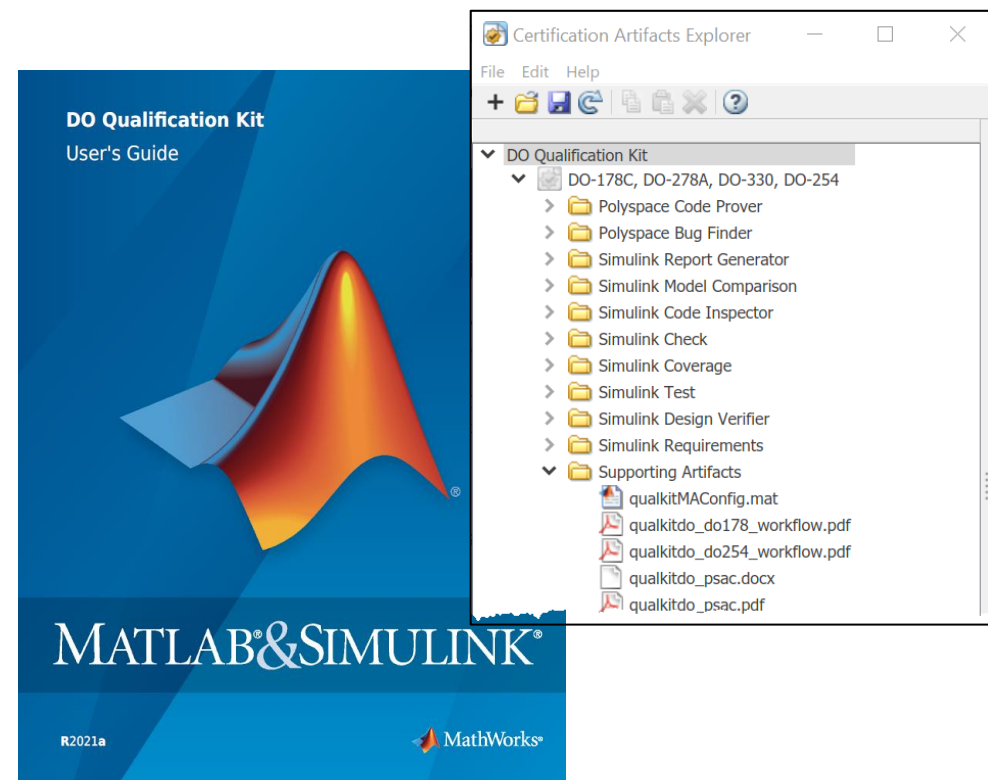 DO Qualification Kit
User's Guide
®
MATLAB®&SIMULINK®
R2021a
MathWorks®
Certification Artifacts Explorer
File Edit Help
DO Qualification Kit
DO-178C, DO-278A, DO-330, DO-254
Polyspace Code Prover
Polyspace Bug Finder
Simulink Report Generator
Simulink Model Comparison
Simulink Code Inspector
Simulink Check
Simulink Coverage
Simulink Test
Simulink Design Verifier
Simulink Requirements
Supporting Artifacts
qualkitMAConfig.mat
qualkitdo_do178_workflow.pdf
qualkitdo_do254_workflow.pdf
qualkitdo_psac.docx
qualkitdo_psac.pdf